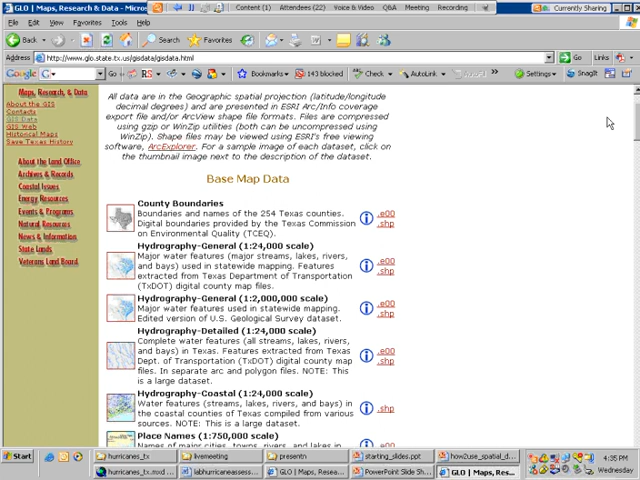 GLO | Maps, Research & Data - Micros
Content (1) Attendees (22) Voice & Video Q&A Meeting Recording
Currently Sharing
File Edit View Favorites Tools Help
Back Search Favorites
Address http://www.glo.state.tx.us/gisdata/gisdata.html Go Links
Google Go RS Bookmarks 143 blocked Check AutoLink Settings SnagIt
Maps, Research, & Data
About the GIS
Contacts
GIS Data
GIS Web
Historical Maps
Save Texas History
About the Land Office
Archives & Records
Coastal Issues
Energy Resources
Events & Programs
Natural Resources
News & Information
State Lands
Veterans Land Board
All data are in the Geographic spatial projection (latitude/longitude
decimal degrees) and are presented in ESRI Arc/Info coverage
export file and/or ArcView shape file formats. Files are compressed
using gzip or WinZip utilities (both can be uncompressed using
WinZip). Shape files may be viewed using ESRI's free viewing
software, ArcExplorer. For a sample image of each dataset, click on
the thumbnail image next to the description of the dataset.
Base Map Data
County Boundaries
Boundaries and names of the 254 Texas counties.
Digital boundaries provided by the Texas Commission
on Environmental Quality (TCEQ).
.e00
.shp
Hydrography-General (1:24,000 scale)
Major water features (major streams, lakes, rivers,
and bays) used in statewide mapping. Features
extracted from Texas Department of Transportation
(TxDOT) digital county map files.
.e00
.shp
Hydrography-General (1:2,000,000 scale)
Major water features used in statewide mapping.
Edited version of U.S. Geological Survey dataset.
.e00
.shp
Hydrography-Detailed (1:24,000 scale)
Complete water features (all streams, lakes, rivers,
and bays) in Texas. Features extracted from Texas
Dept. of Transportation (TxDOT) digital county map
files. In separate arc and polygon files. NOTE: This
is a large dataset.
.e00
.shp
Hydrography-Coastal (1:24,000 scale)
Water features (streams, lakes, rivers, and bays) in
the coastal counties of Texas compiled from various
sources. NOTE: This is a large dataset.
.shp
Place Names (1:750,000 scale)
Names of major cities, towns, rivers, and lakes in
.e00
Start hurricanes_tx livemeeting presentn starting_slides.ppt how2use_spatial_d... 4:35 PM
hurricanes_tx.mxd ... labhurricaneassess... GLO | Maps, Resea... PowerPoint Slide Sh... GLO | Maps, Res... Wednesday